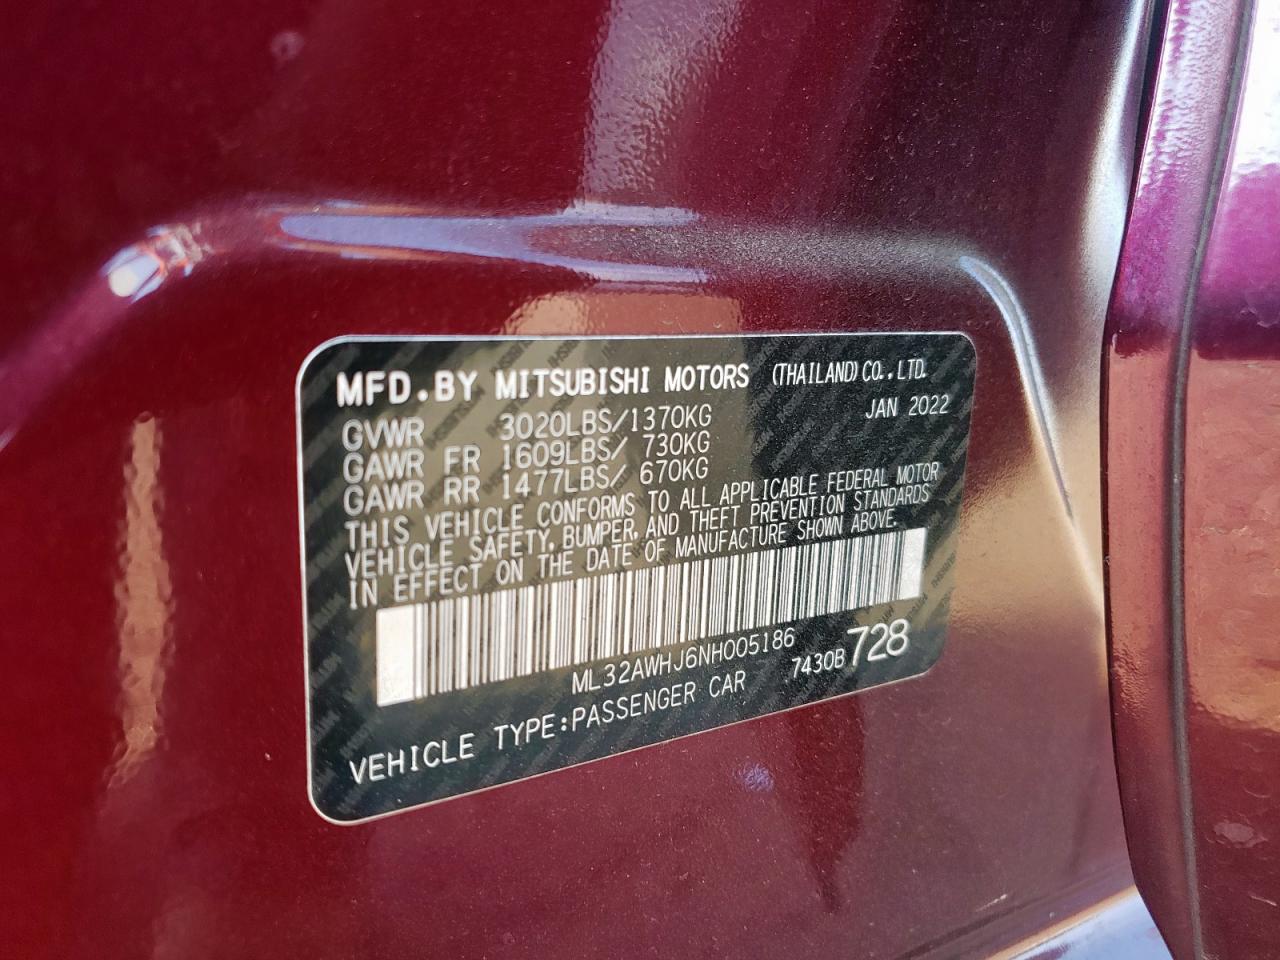 MFD.BY MITSUBISHI MOTORS (THAILAND) CO.,LTD.
JAN 2022
GVWR 3020LBS/1370KG
GAWR FR 1609LBS/ 730KG
GAWR RR 1477LBS/ 670KG
THIS VEHICLE CONFORMS TO ALL APPLICABLE FEDERAL MOTOR
VEHICLE SAFETY, BUMPER, AND THEFT PREVENTION STANDARDS
IN EFFECT ON THE DATE OF MANUFACTURE SHOWN ABOVE.
ML32AWHJ6NH005186
7430B 728
VEHICLE TYPE:PASSENGER CAR